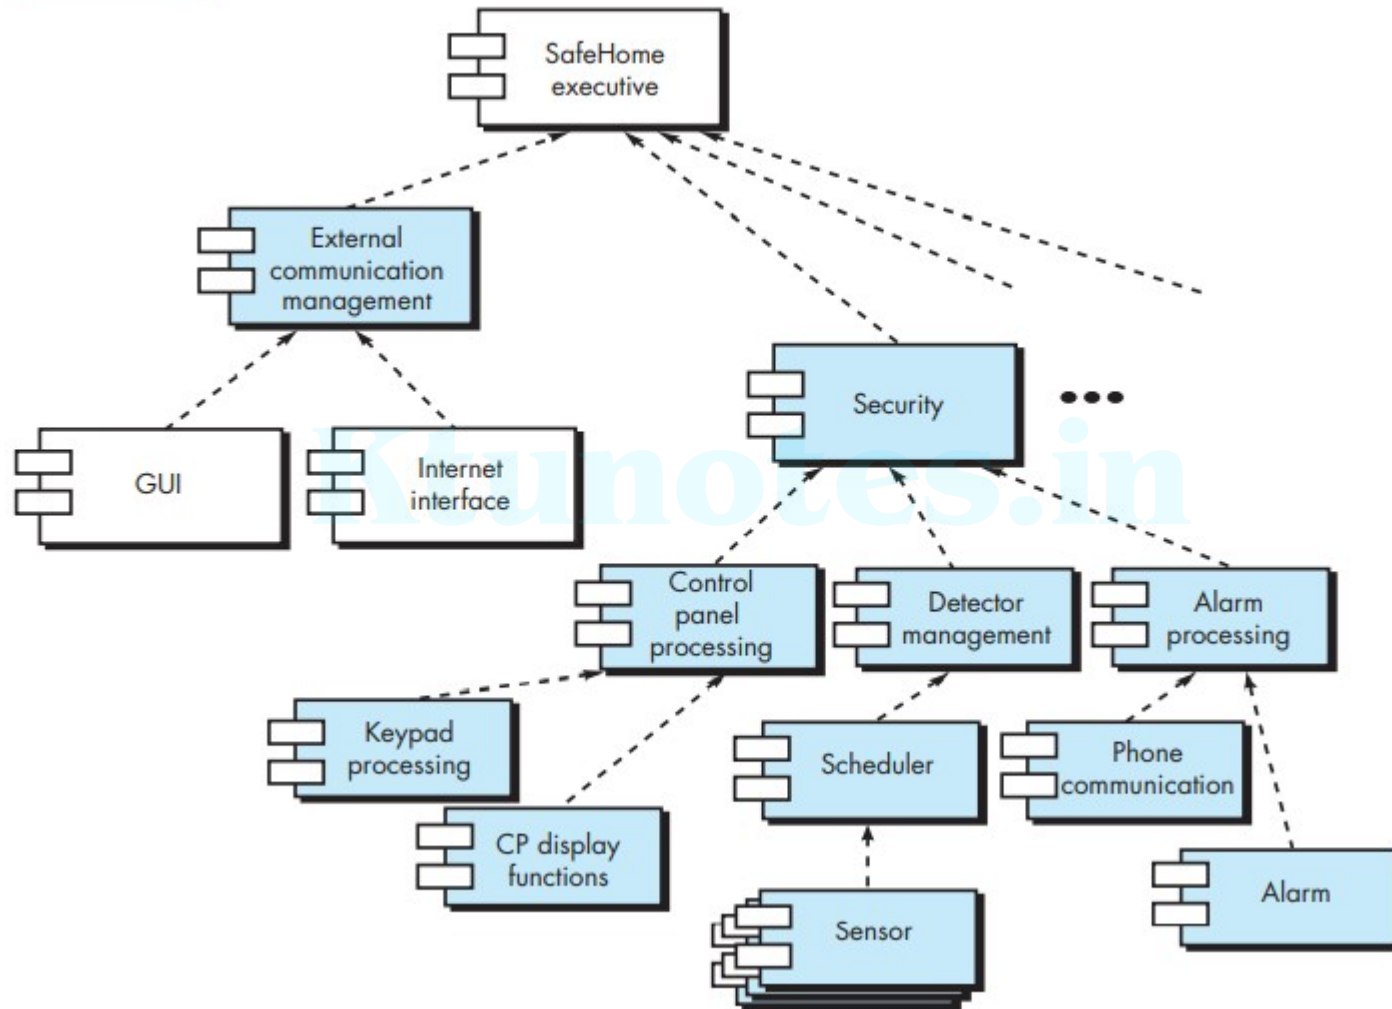 SafeHome
executive
External
communication
management
Security
GUI
Internet
interface
Ktunotes.in
Control
panel
processing
Detector
management
Alarm
processing
Keypad
processing
Scheduler
Phone
communication
CP display
functions
Alarm
Sensor